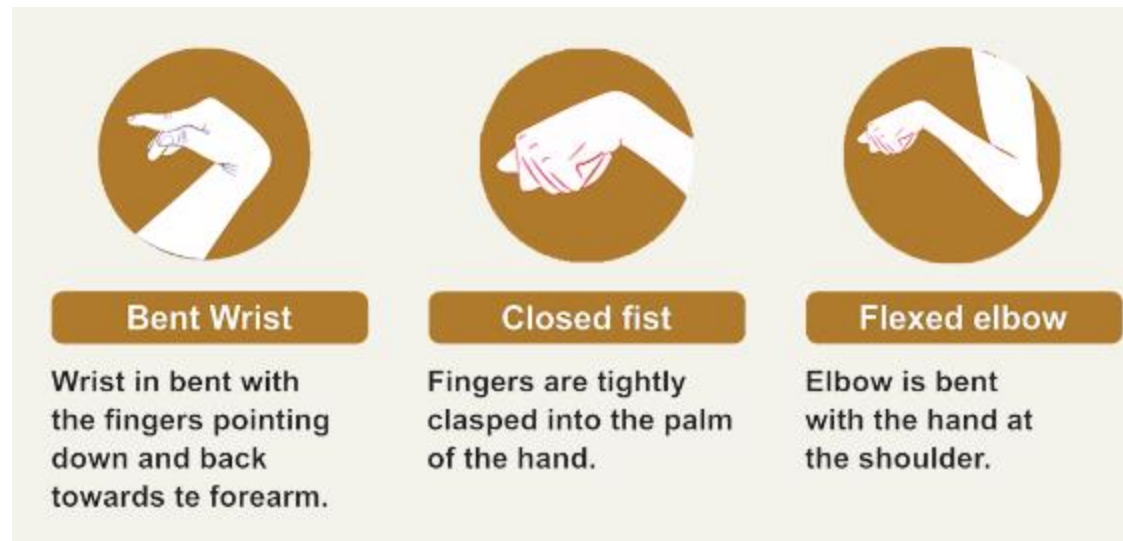 Bent Wrist
Wrist in bent with
the fingers pointing
down and back
towards te forearm.
Closed fist
Fingers are tightly
clasped into the palm
of the hand.
Flexed elbow
Elbow is bent
with the hand at
the shoulder.